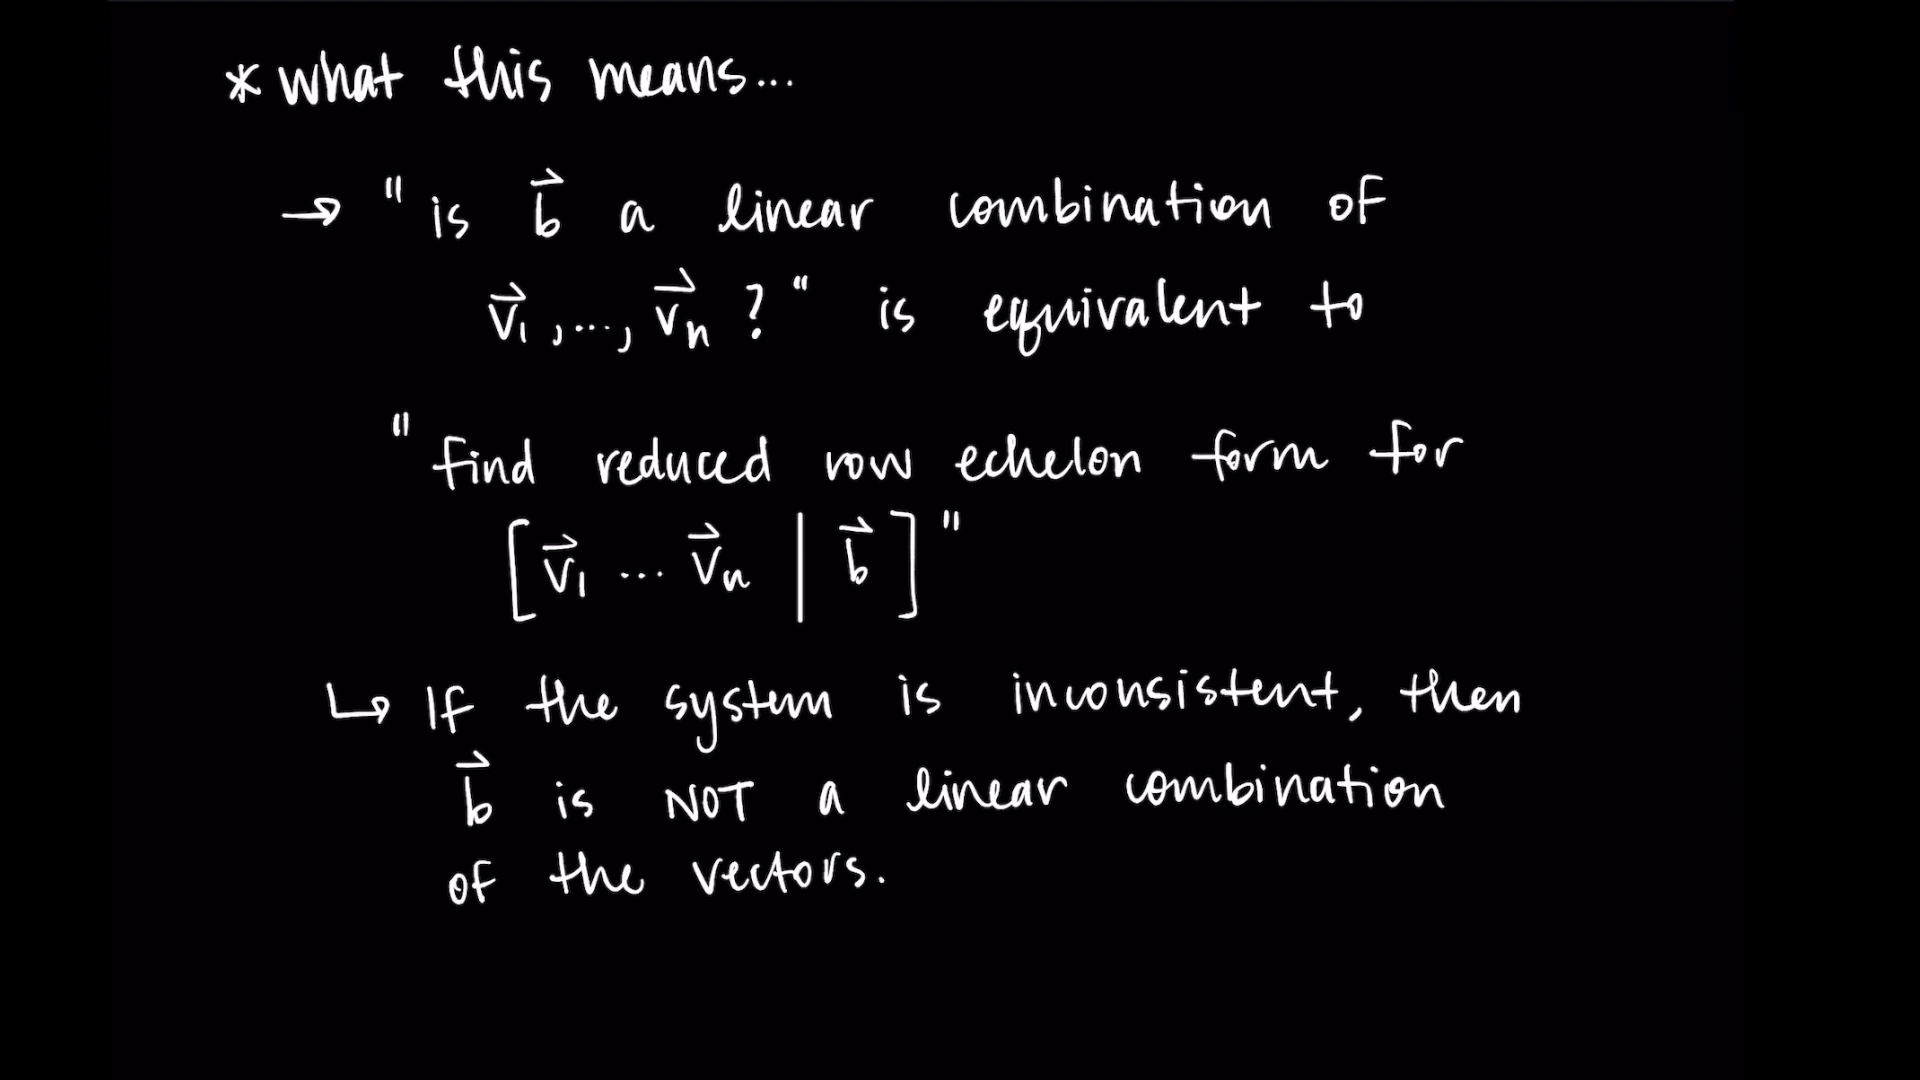 * what this means...
→ "is b⃗ a linear combination of
v⃗₁,..., v⃗ₙ?" is equivalent to
"find reduced row echelon form for
[v⃗₁ ... v⃗ₙ | b⃗]"
↳ If the system is inconsistent, then
b⃗ is NOT a linear combination
of the vectors.